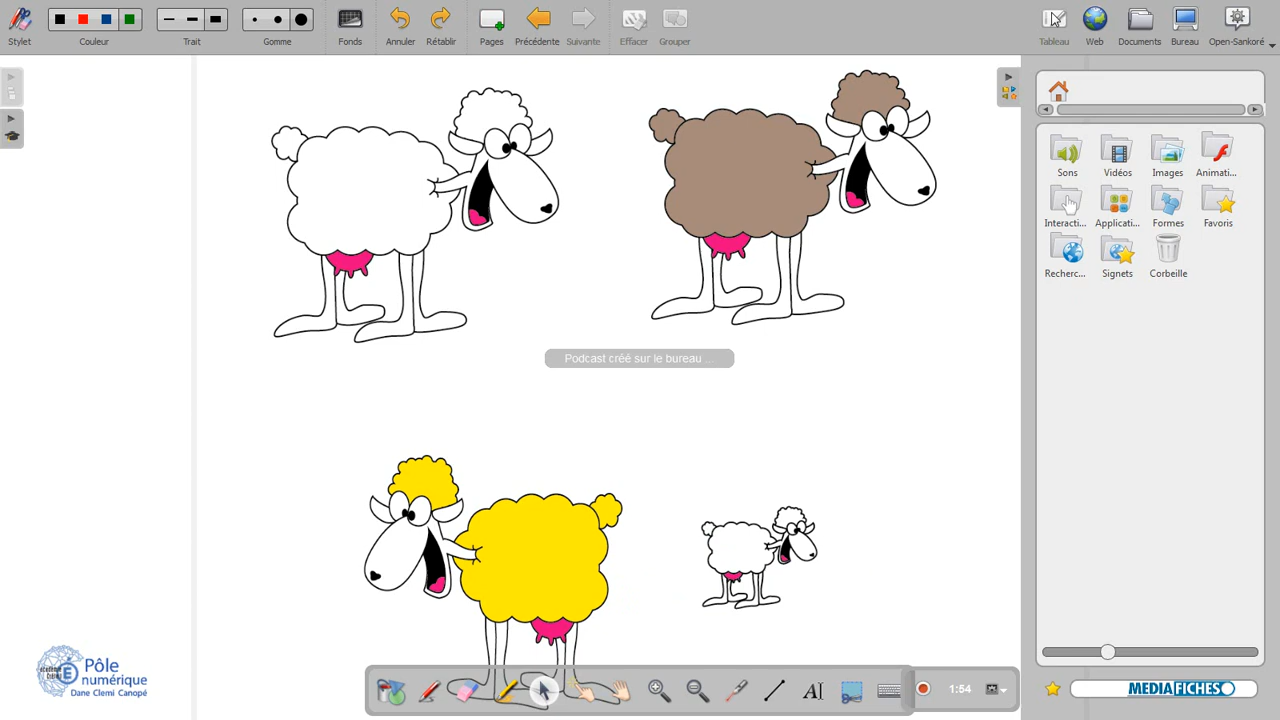 Stylet Couleur Trait Gomme Fonds Annuler Rétablir Pages Précédente Suivante Effacer Grouper Tableau Web Documents Bureau Open-Sankoré
Sons Vidéos Images Animati...
Interacti... Applicati... Formes Favoris
Recherc... Signets Corbeille
Podcast créé sur le bureau ...
Pôle
numérique
Dane Clemi Canopé
AI 1:54 MEDIAFICHES